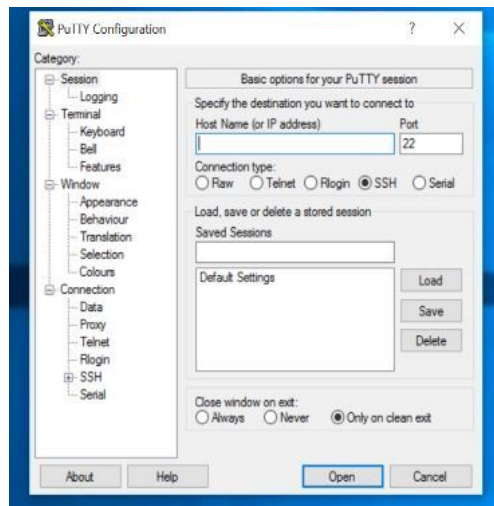 PuTTY Configuration ? ×
Category:
Session
Logging
Terminal
Keyboard
Bell
Features
Window
Appearance
Behaviour
Translation
Selection
Colours
Connection
Data
Proxy
Telnet
Rlogin
SSH
Serial
Basic options for your PuTTY session
Specify the destination you want to connect to
Host Name (or IP address) Port
22
Connection type:
Raw Telnet Rlogin SSH Serial
Load, save or delete a stored session
Saved Sessions
Default Settings
Load
Save
Delete
Close window on exit:
Always Never Only on clean exit
About Help Open Cancel